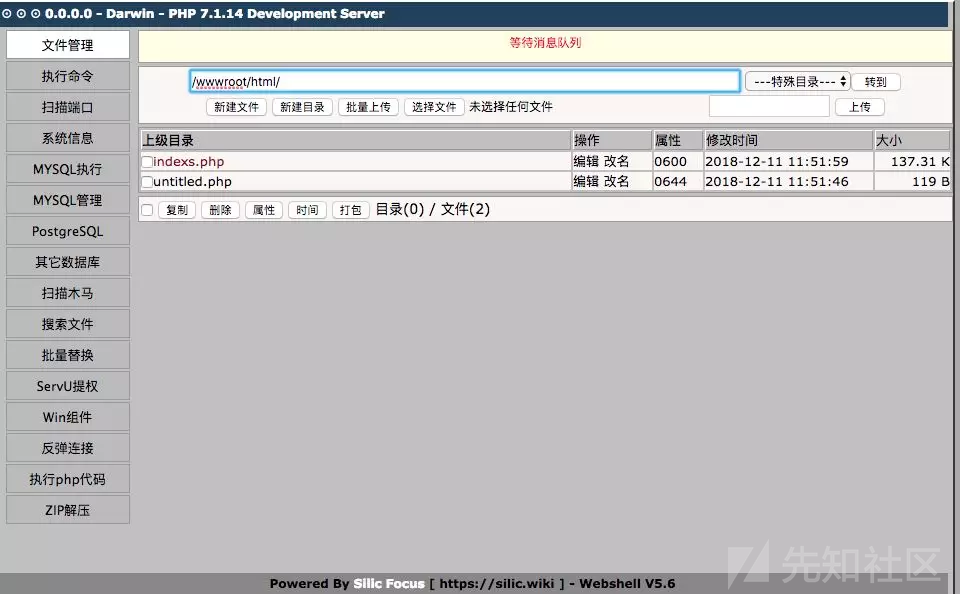 ⊙ ⊙ ⊙ 0.0.0.0 - Darwin - PHP 7.1.14 Development Server
文件管理
执行命令
扫描端口
系统信息
MYSQL执行
MYSQL管理
PostgreSQL
其它数据库
扫描木马
搜索文件
批量替换
ServU提权
Win组件
反弹连接
执行php代码
ZIP解压
等待消息队列
/wwwroot/html/ ---特殊目录--- 转到
新建文件 新建目录 批量上传 选择文件 未选择任何文件 上传
上级目录 操作 属性 修改时间 大小
indexs.php 编辑 改名 0600 2018-12-11 11:51:59 137.31 K
untitled.php 编辑 改名 0644 2018-12-11 11:51:46 119 B
复制 删除 属性 时间 打包 目录(0) / 文件(2)
先知社区
Powered By Silic Focus [ https://silic.wiki ] - Webshell V5.6